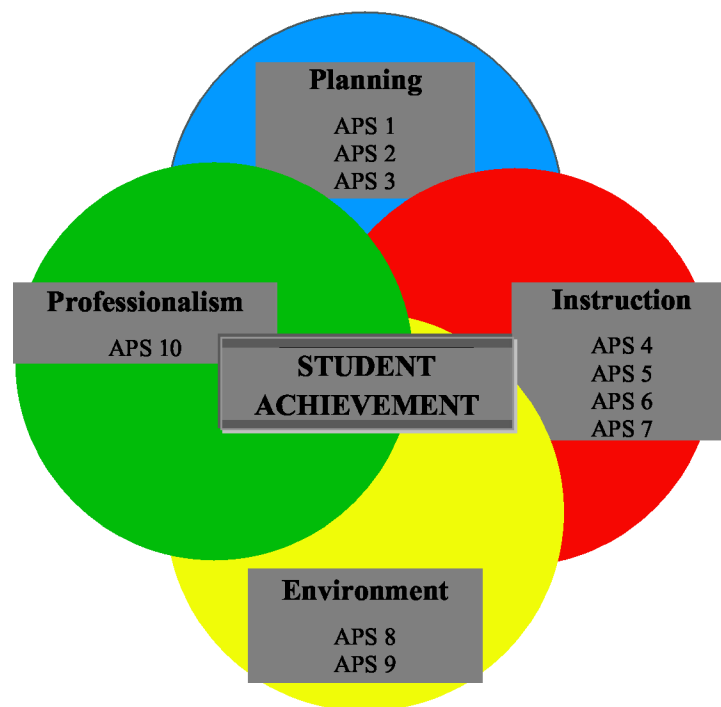 Planning
APS 1
APS 2
APS 3
Professionalism
APS 10
Instruction
APS 4
APS 5
APS 6
APS 7
STUDENT
ACHIEVEMENT
Environment
APS 8
APS 9